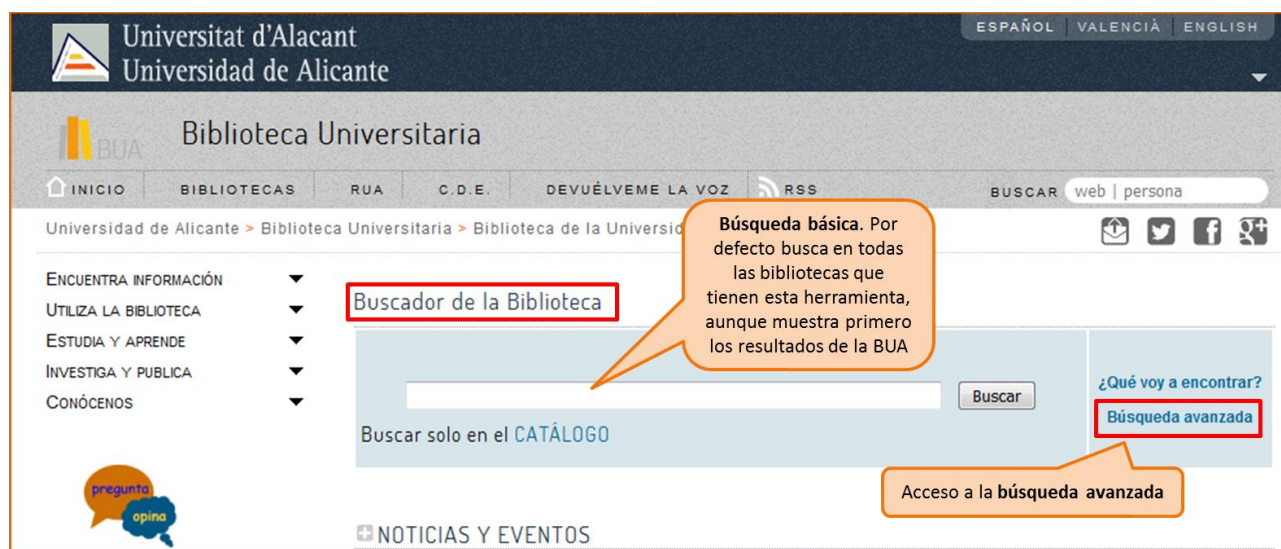 Universitat d'Alacant
Universidad de Alicante
ESPAÑOL VALENCIÀ ENGLISH
BUA
Biblioteca Universitaria
INICIO BIBLIOTECAS RUA C.D.E. DEVUÉLVEME LA VOZ RSS BUSCAR web | persona
Universidad de Alicante > Biblioteca Universitaria > Biblioteca de la Universid
Búsqueda básica. Por
defecto busca en todas
las bibliotecas que
tienen esta herramienta,
aunque muestra primero
los resultados de la BUA
ENCUENTRA INFORMACIÓN
UTILIZA LA BIBLIOTECA
ESTUDIA Y APRENDE
INVESTIGA Y PUBLICA
CONÓCENOS
Buscador de la Biblioteca
Buscar
¿Qué voy a encontrar?
Búsqueda avanzada
Buscar solo en el CATÁLOGO
Acceso a la búsqueda avanzada
pregunta
opina
NOTICIAS Y EVENTOS